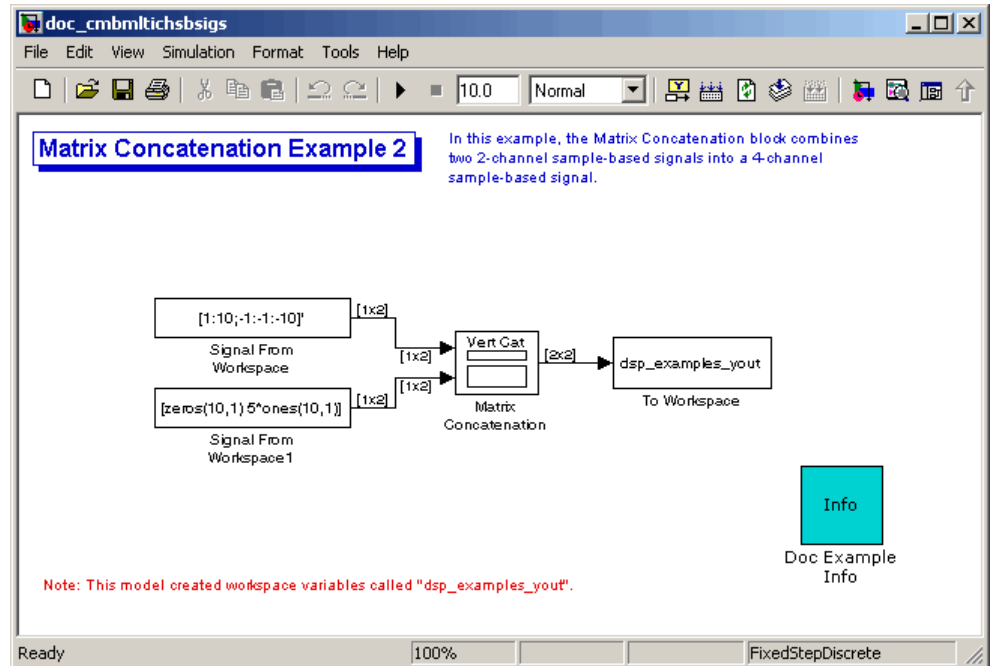 doc_cmbmltichsbsigs
File Edit View Simulation Format Tools Help
10.0 Normal
Matrix Concatenation Example 2
In this example, the Matrix Concatenation block combines
two 2-channel sample-based signals into a 4-channel
sample-based signal.
[1:10;-1:-1:-10]'
[1x2]
Signal From
Workspace
[1x2]
Vert Cat
[2x2]
dsp_examples_yout
To Workspace
[zeros(10,1) 5*ones(10,1)]
[1x2]
[1x2]
Matrix
Concatenation
Signal From
Workspace1
Info
Doc Example
Info
Note: This model created workspace variables called "dsp_examples_yout".
Ready 100% FixedStepDiscrete